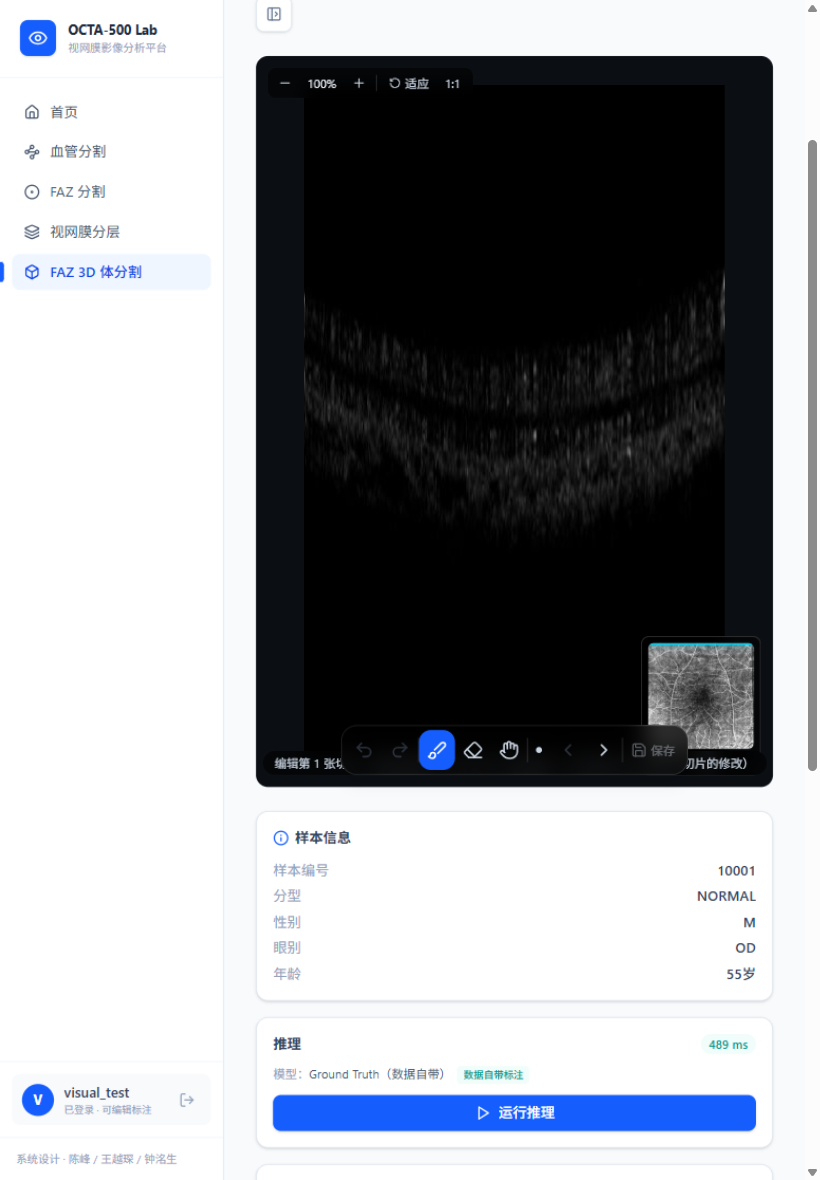 OCTA-500 Lab
视网膜影像分析平台
首页
血管分割
FAZ 分割
视网膜分层
FAZ 3D 体分割
visual_test
已登录 · 可编辑标注
V
系统设计 · 陈峰 / 王越琛 / 钟洺生
100%
适应
1:1
编辑第 1 张切
切片的修改）
保存
样本信息
样本编号 10001
分型 NORMAL
性别 M
眼别 OD
年龄 55岁
推理 489 ms
模型：Ground Truth（数据自带） 数据自带标注
运行推理